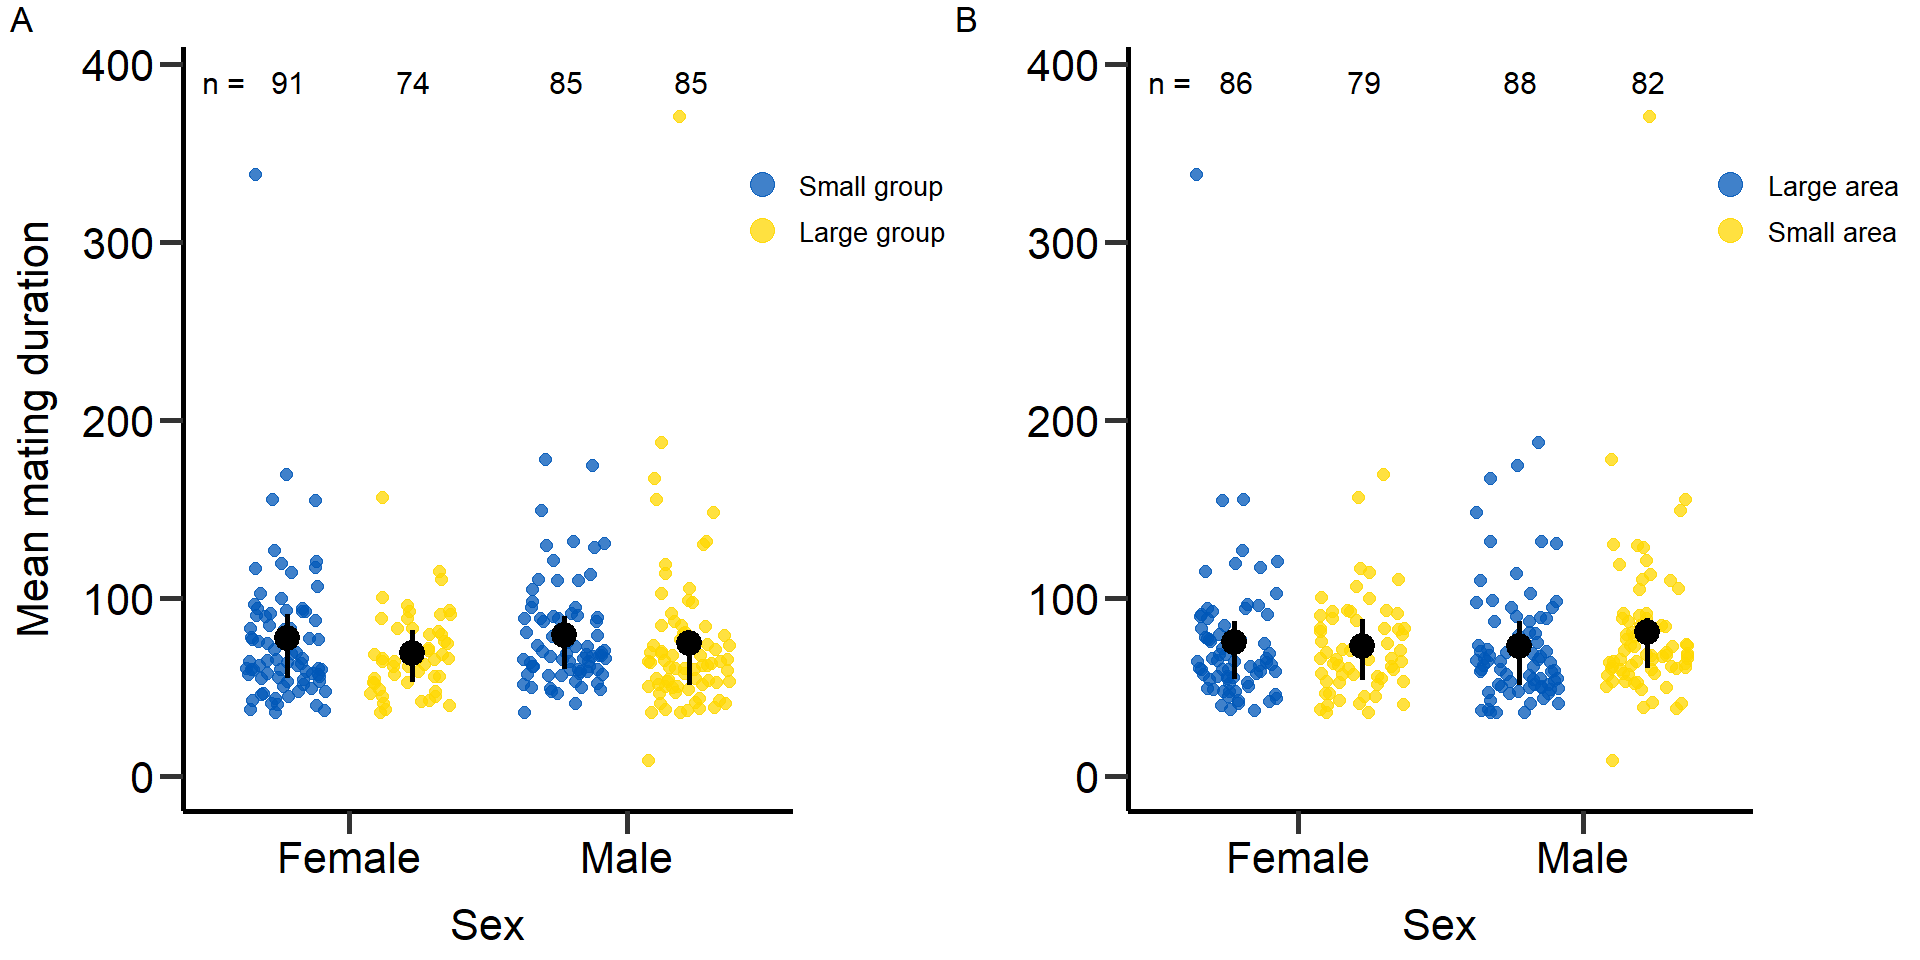 A
Mean mating duration
400
300
200
100
0
n = 91 74 85 85
Small group
Large group
Female Male
Sex
B
400
300
200
100
0
n = 86 79 88 82
Large area
Small area
Female Male
Sex